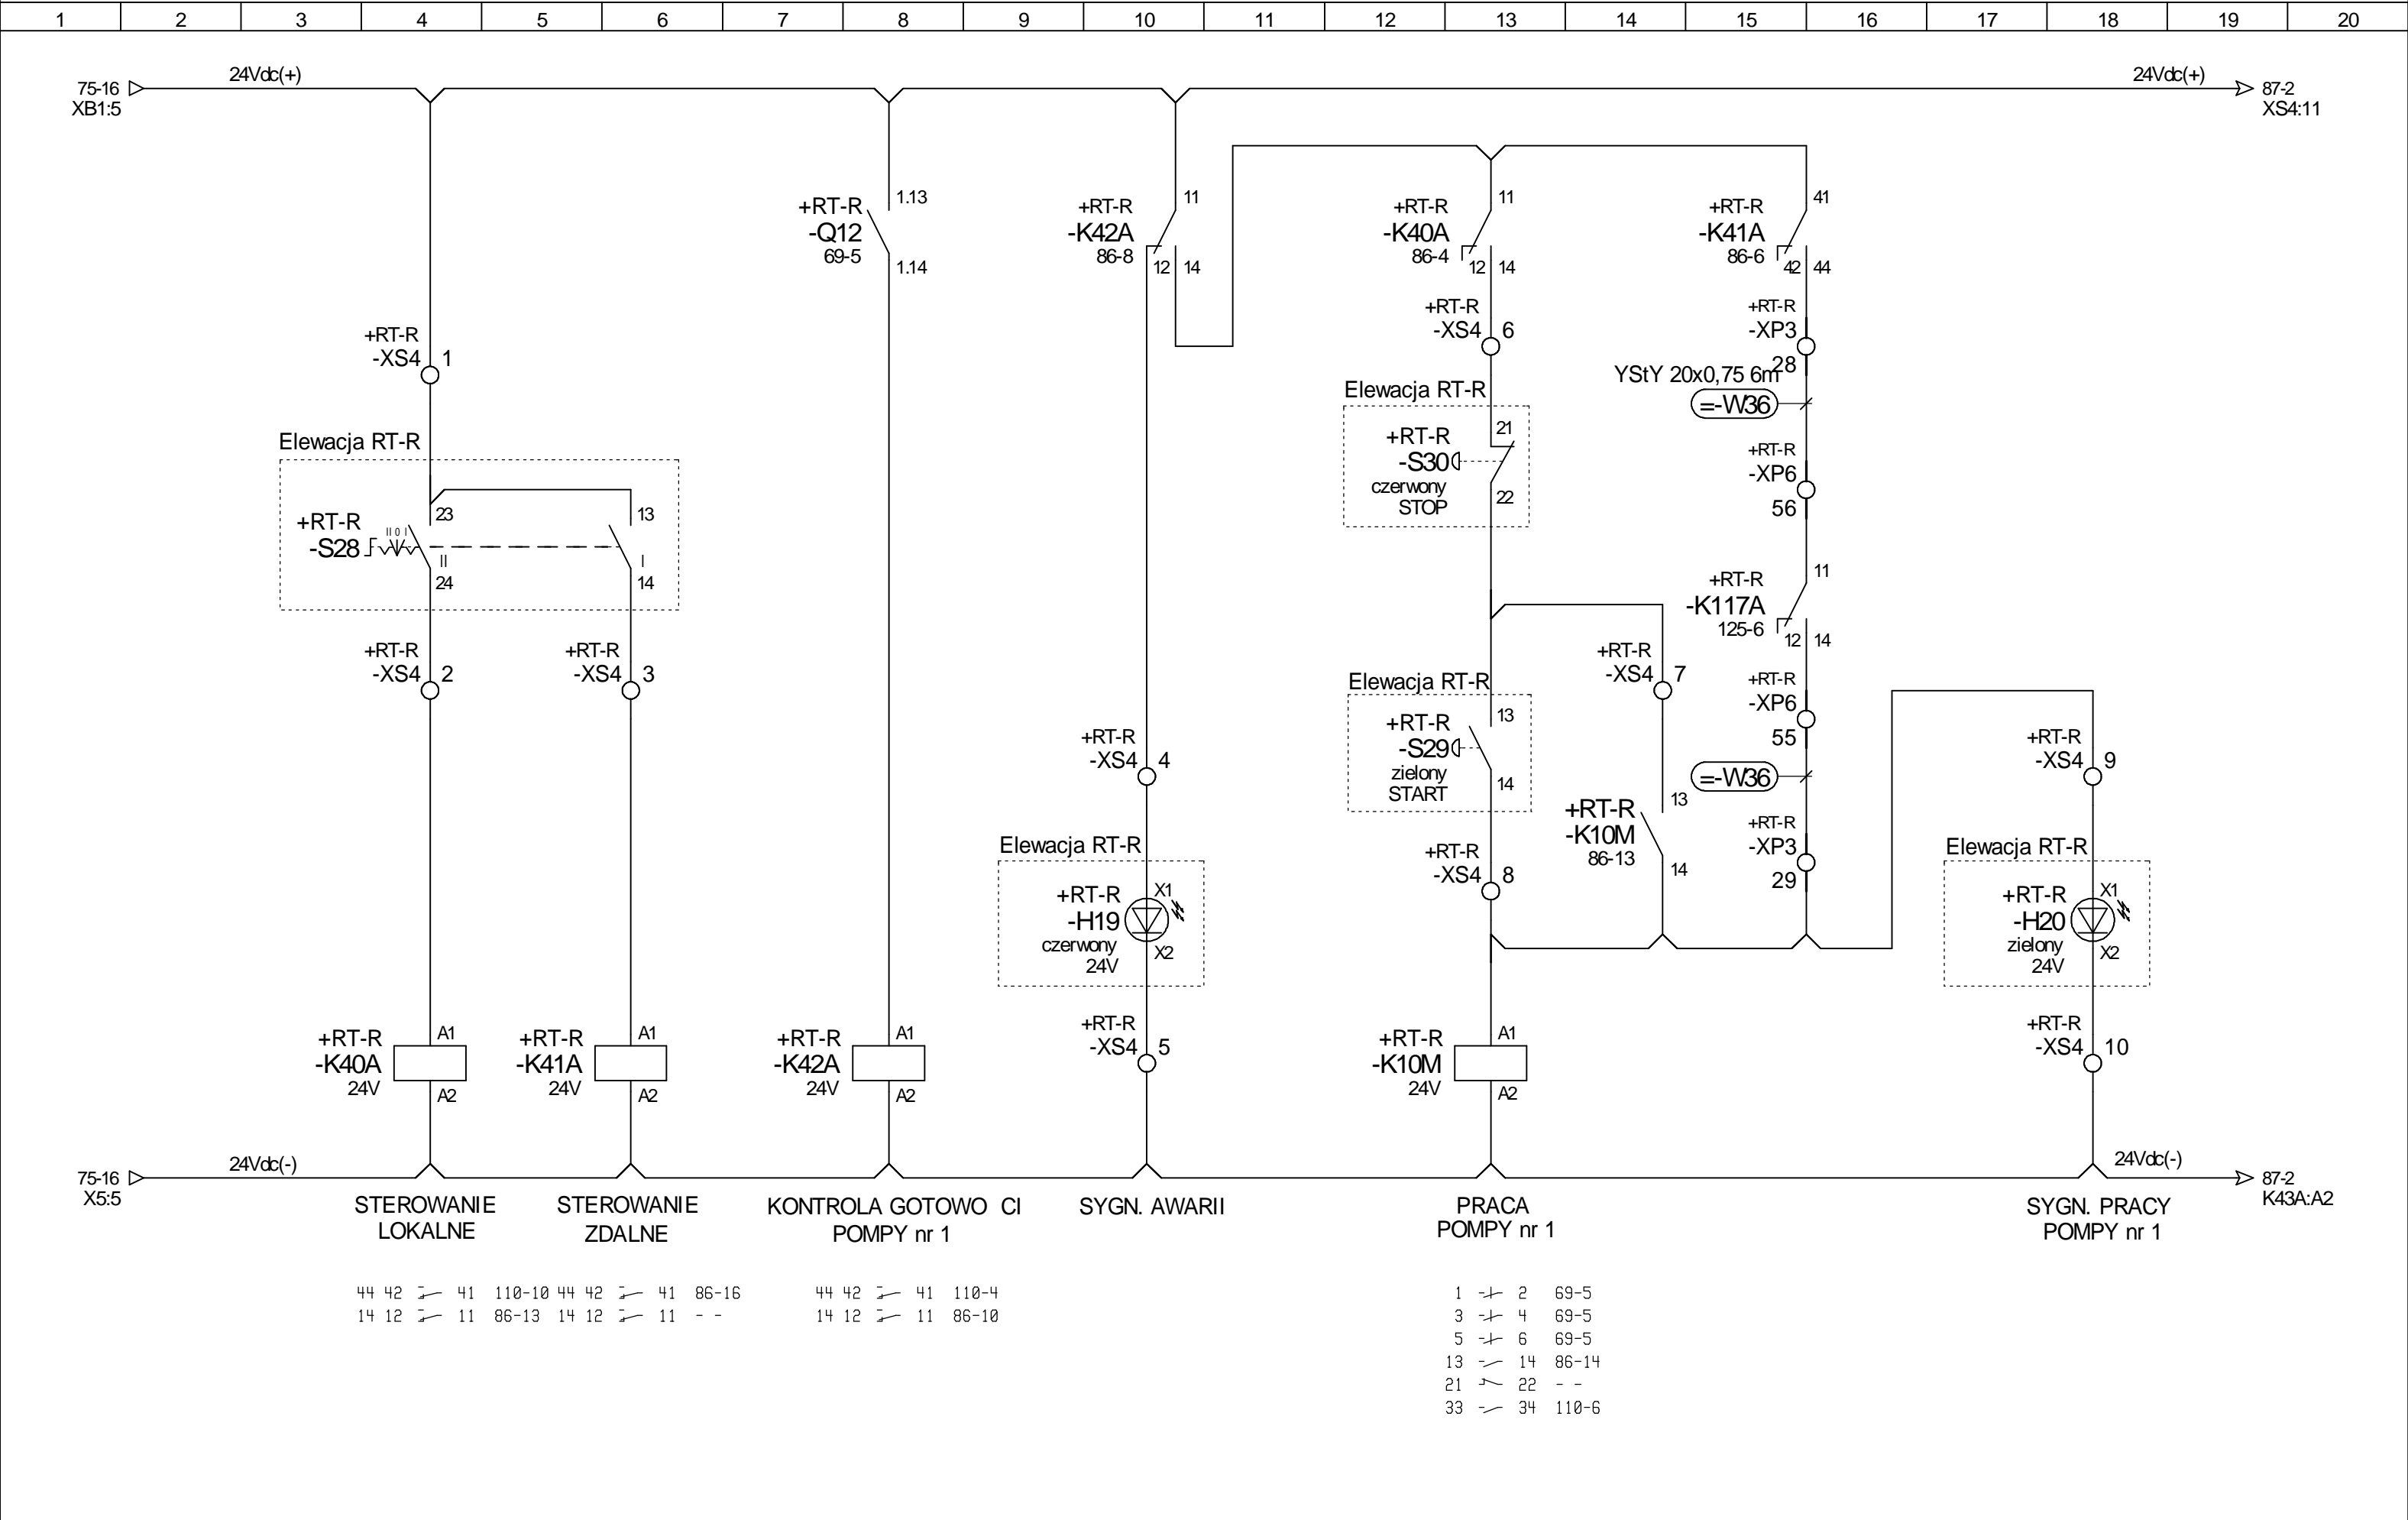 1 2 3 4 5 6 7 8 9 10 11 12 13 14 15 16 17 18 19 20
75-16 24Vdc(+) 24Vdc(+) 87-2
XB1:5 XS4:11
+RT-R
-Q12
69-5
1.13
1.14
+RT-R
-K42A
86-8
11
12 14
+RT-R
-K40A
86-4
11
12 14
+RT-R
-K41A
86-6
41
42 44
+RT-R
-XS4 1
+RT-R
-XS4 6
+RT-R
-XP3
28
YStY 20x0,75 6m
=-W36
Elewacja RT-R
+RT-R
-S28
II 0 I
23
II
24
13
I
14
Elewacja RT-R
+RT-R
-S30
czerwony
STOP
21
22
+RT-R
-XP6
56
+RT-R
-K117A
125-6
11
12 14
+RT-R
-XS4 2
+RT-R
-XS4 3
+RT-R
-XS4 7
+RT-R
-XP6
55
=-W36
Elewacja RT-R
+RT-R
-S29
zielony
START
13
14
+RT-R
-XS4 4
+RT-R
-XS4 9
+RT-R
-K10M
86-13
13
14
+RT-R
-XP3
29
+RT-R
-XS4 8
Elewacja RT-R
+RT-R
-H19
czerwony
24V
X1
X2
Elewacja RT-R
+RT-R
-H20
zielony
24V
X1
X2
+RT-R
-XS4 5
+RT-R
-XS4 10
+RT-R
-K40A
24V
A1
A2
+RT-R
-K41A
24V
A1
A2
+RT-R
-K42A
24V
A1
A2
+RT-R
-K10M
24V
A1
A2
75-16 24Vdc(-) 24Vdc(-) 87-2
X5:5 K43A:A2
STEROWANIE
LOKALNE
STEROWANIE
ZDALNE
KONTROLA GOTOWO CI
POMPY nr 1
SYGN. AWARII
PRACA
POMPY nr 1
SYGN. PRACY
POMPY nr 1
44 42 41 110-10
14 12 11 86-13
44 42 41 86-16
14 12 11 - -
44 42 41 110-4
14 12 11 86-10
1 2 69-5
3 4 69-5
5 6 69-5
13 14 86-14
21 22 - -
33 34 110-6